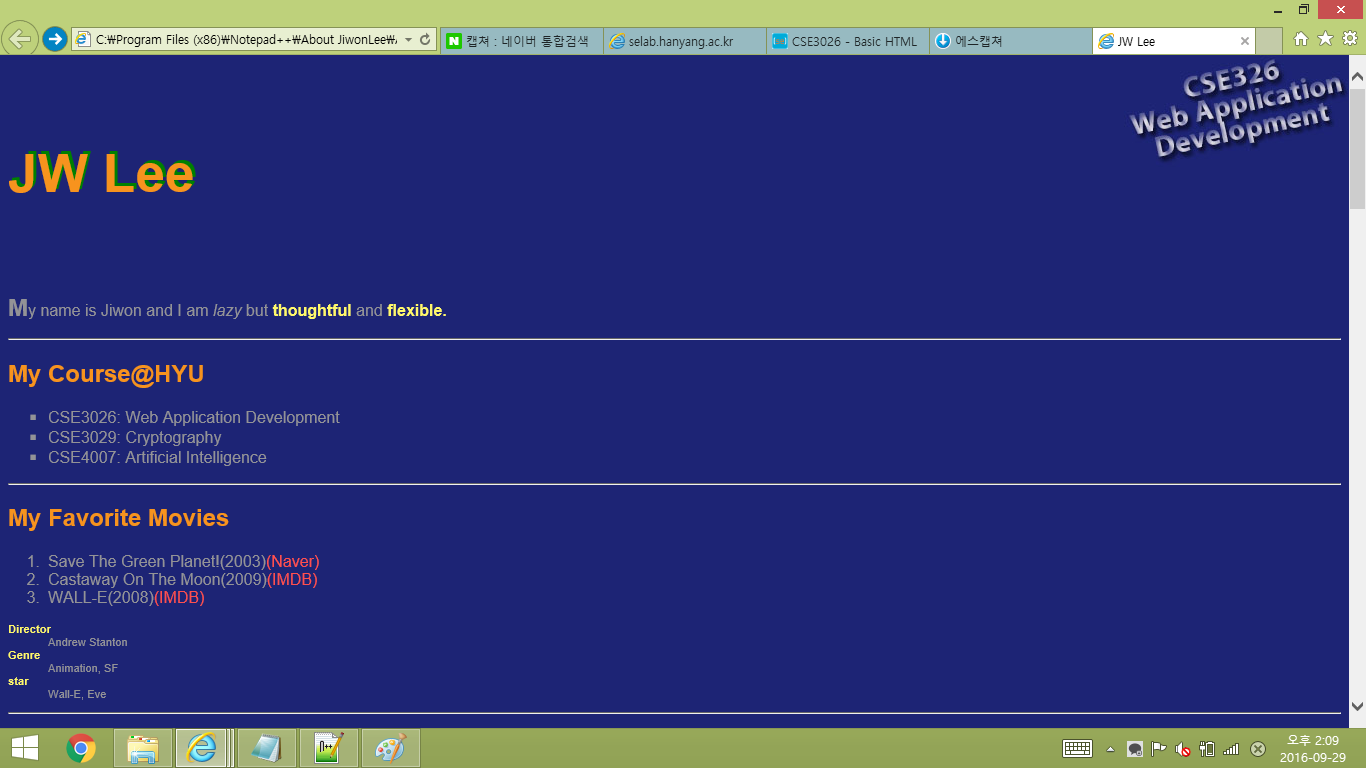 C:₩Program Files (x86)₩Notepad++₩About JiwonLee₩
캡쳐 : 네이버 통합검색
selab.hanyang.ac.kr
CSE3026 - Basic HTML
에스캡쳐
JW Lee
CSE326
Web Application
Development
JW Lee
My name is Jiwon and I am lazy but thoughtful and flexible.
My Course@HYU
CSE3026: Web Application Development
CSE3029: Cryptography
CSE4007: Artificial Intelligence
My Favorite Movies
1. Save The Green Planet!(2003)(Naver)
2. Castaway On The Moon(2009)(IMDB)
3. WALL-E(2008)(IMDB)
Director
Andrew Stanton
Genre
Animation, SF
star
Wall-E, Eve
오후 2:09
2016-09-29